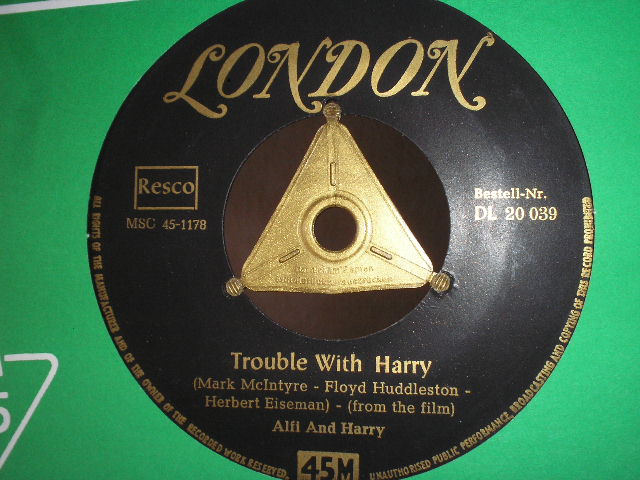 LONDON
Resco
MSC 45-1178
Bestell-Nr.
DL 20 039
Trouble With Harry
(Mark McIntyre - Floyd Huddleston -
Herbert Eiseman) - (from the film)
Alfi And Harry
45M
ALL RIGHTS OF THE MANUFACTURER AND OF THE OWNER OF THE RECORDED WORK RESERVED.
UNAUTHORISED PUBLIC PERFORMANCE, BROADCASTING AND COPYING OF THIS RECORD PROHIBITED